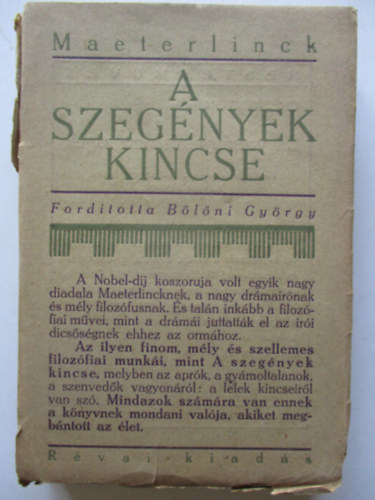 Maeterlinck
A
SZEGÉNYEK
KINCSE
Fordította Bölöni György
A Nobel-díj koszoruja volt egyik nagy
diadala Maeterlincknek, a nagy drámairónak
és mély filozófusnak. És talán inkább a filozó-
fiai művei, mint a drámái juttatták el az irói
dicsőségnek ehhez az ormához.
Az ilyen finom, mély és szellemes
filozófiai munkái, mint A szegények
kincse, melyben az aprók, a gyámoltalanok,
a szenvedők vagyonáról: a lélek kincseiről
van szó. Mindazok számára van ennek
a könyvnek mondani valója, akiket meg-
bántott az élet.
Révai-kiadás